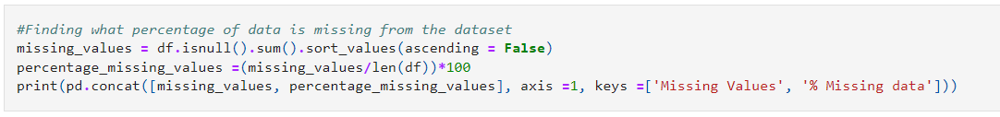 #Finding what percentage of data is missing from the dataset
missing_values = df.isnull().sum().sort_values(ascending = False)
percentage_missing_values =(missing_values/len(df))*100
print(pd.concat([missing_values, percentage_missing_values], axis =1, keys =['Missing Values', '% Missing data']))